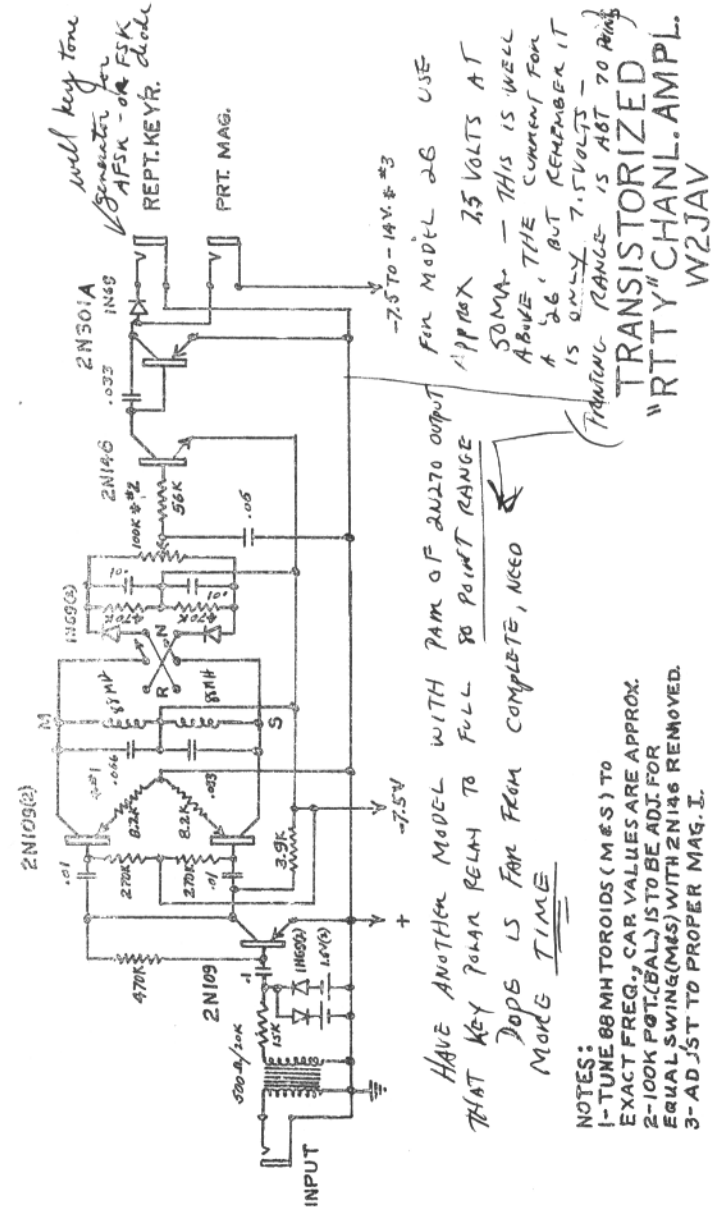 well key tone
generator for
AFSK - OR FSK
REPT. KEYR. diode
PRT. MAG.
1N69
2N301A
.033
-7.5 TO -14V. * #3
2N146
56K
100K * #2
.05
1N69(2)
.01
.01
470K
470K
N
R
88MH
88MH
M
S
.066
.033
* #1
8.2K
8.2K
2N109(2)
.01
.01
270K
270K
3.9K
-7.5V
+
470K
2N109
.1
1N69(2)
1.5V(2)
15K
500Ω/20K
INPUT
FOR MODEL 26 USE
APPROX 7.5 VOLTS AT
50MA — THIS IS WELL
ABOVE THE CURRENT FOR
A '26, BUT REMEMBER IT
IS ONLY 7.5 VOLTS —
(PRINTING RANGE IS ABT 70 POINTS)
HAVE ANOTHER MODEL WITH PAIR OF 2N270 OUTPUT
THAT KEY POLAR RELAY TO FULL 80 POINT RANGE
DOPE IS FAR FROM COMPLETE, NEED
MORE TIME
TRANSISTORIZED
"RTTY" CHANL. AMPL.
W2JAV
NOTES:
1-TUNE 88 MH TOROIDS (M&S) TO
EXACT FREQ., CAP. VALUES ARE APPROX.
2-100K POT.(BAL) IS TO BE ADJ. FOR
EQUAL SWING(M&S) WITH 2N146 REMOVED.
3-ADJST TO PROPER MAG. I.